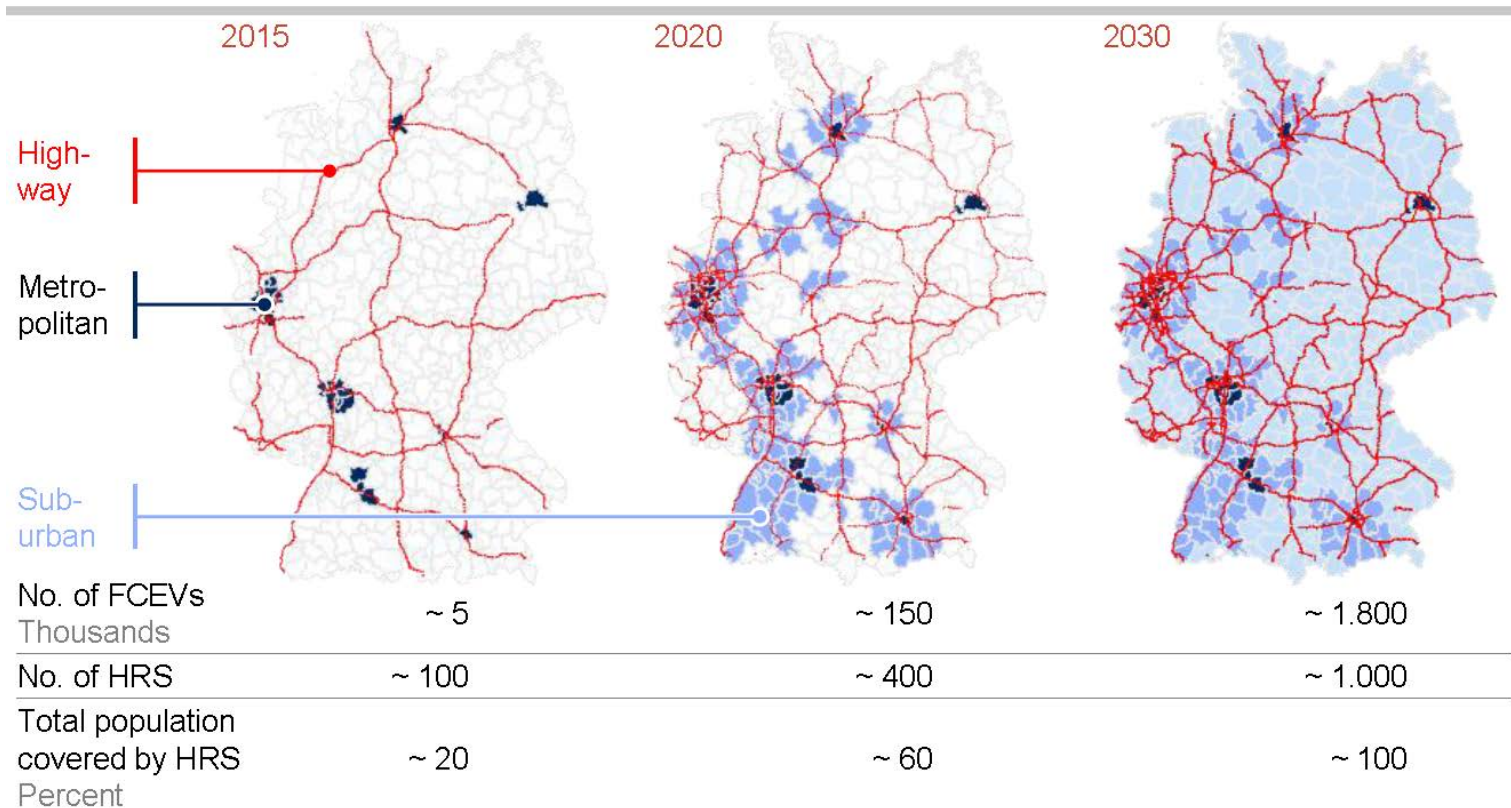 2015
2020
2030
High-
way
Metro-
politan
Sub-
urban
No. of FCEVs
Thousands
~ 5
~ 150
~ 1.800
No. of HRS
~ 100
~ 400
~ 1.000
Total population
covered by HRS
Percent
~ 20
~ 60
~ 100